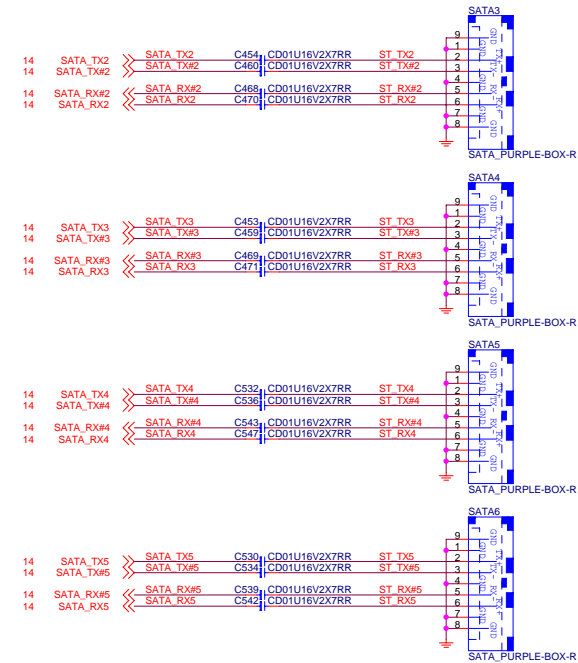 SATA3
14 SATA_TX2 SATA_TX2 C454 CD01U16V2X7RR ST_TX2
14 SATA_TX#2 SATA_TX#2 C460 CD01U16V2X7RR ST_TX#2
14 SATA_RX#2 SATA_RX#2 C468 CD01U16V2X7RR ST_RX#2
14 SATA_RX2 SATA_RX2 C470 CD01U16V2X7RR ST_RX2
9 GND
1 GND
2 TX+
3 TX-
4 GND
5 RX-
6 RX+
7 GND
8 GND
SATA_PURPLE-BOX-R
SATA4
14 SATA_TX3 SATA_TX3 C453 CD01U16V2X7RR ST_TX3
14 SATA_TX#3 SATA_TX#3 C459 CD01U16V2X7RR ST_TX#3
14 SATA_RX#3 SATA_RX#3 C469 CD01U16V2X7RR ST_RX#3
14 SATA_RX3 SATA_RX3 C471 CD01U16V2X7RR ST_RX3
9 GND
1 GND
2 TX+
3 TX-
4 GND
5 RX-
6 RX+
7 GND
8 GND
SATA_PURPLE-BOX-R
SATA5
14 SATA_TX4 SATA_TX4 C532 CD01U16V2X7RR ST_TX4
14 SATA_TX#4 SATA_TX#4 C536 CD01U16V2X7RR ST_TX#4
14 SATA_RX#4 SATA_RX#4 C543 CD01U16V2X7RR ST_RX#4
14 SATA_RX4 SATA_RX4 C547 CD01U16V2X7RR ST_RX4
9 GND
1 GND
2 TX+
3 TX-
4 GND
5 RX-
6 RX+
7 GND
8 GND
SATA_PURPLE-BOX-R
SATA6
14 SATA_TX5 SATA_TX5 C530 CD01U16V2X7RR ST_TX5
14 SATA_TX#5 SATA_TX#5 C534 CD01U16V2X7RR ST_TX#5
14 SATA_RX#5 SATA_RX#5 C539 CD01U16V2X7RR ST_RX#5
14 SATA_RX5 SATA_RX5 C542 CD01U16V2X7RR ST_RX5
9 GND
1 GND
2 TX+
3 TX-
4 GND
5 RX-
6 RX+
7 GND
8 GND
SATA_PURPLE-BOX-R